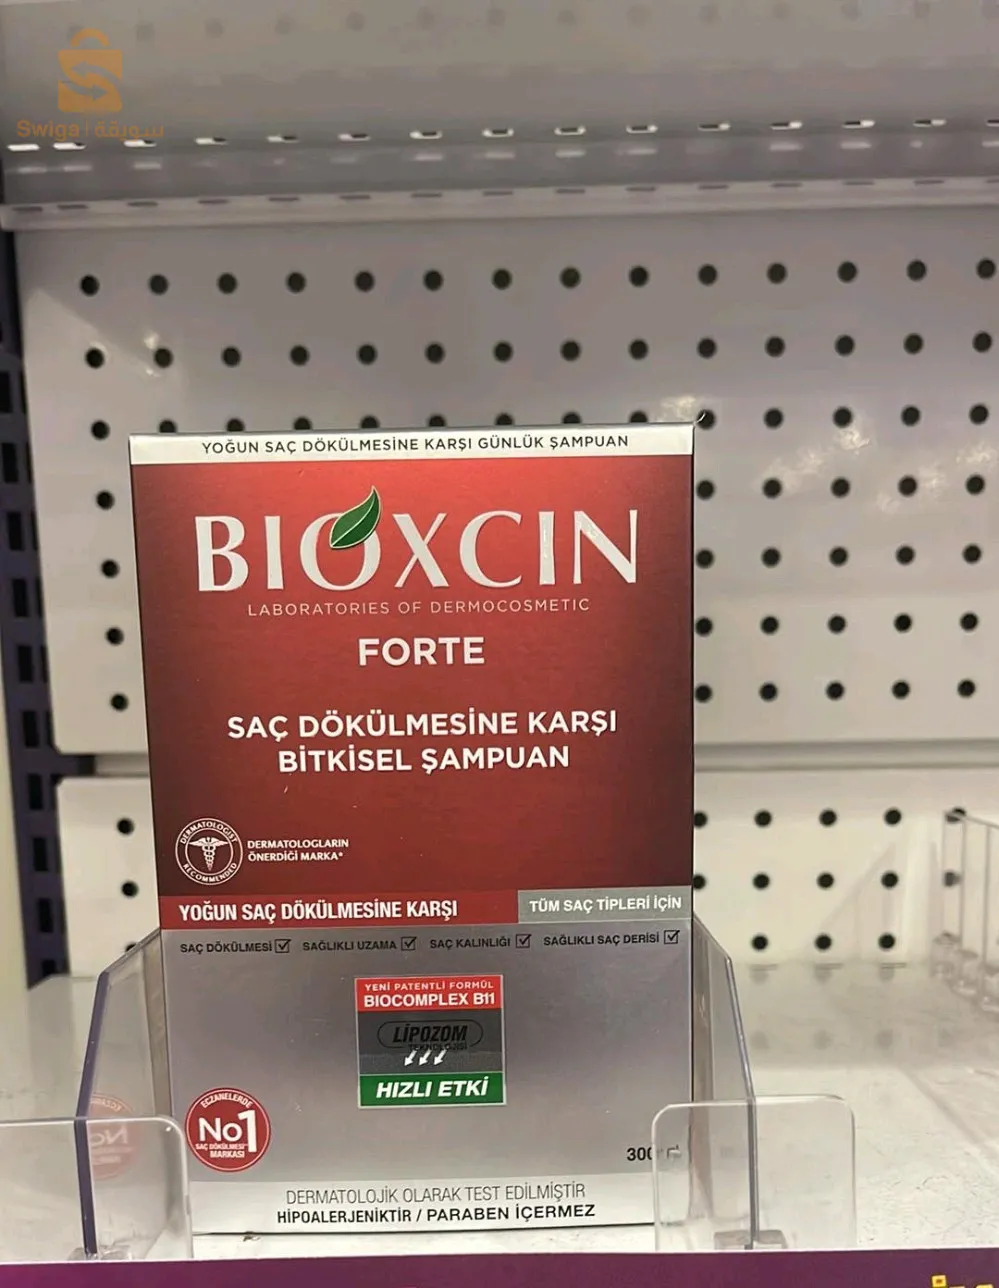 Swiga | سويقة
YOĞUN SAÇ DÖKÜLMESİNE KARŞI GÜNLÜK ŞAMPUAN
BIOXCIN
LABORATORIES OF DERMOCOSMETIC
FORTE
SAÇ DÖKÜLMESİNE KARŞI
BİTKİSEL ŞAMPUAN
DERMATOLOGIST
RECOMMENDED
DERMATOLOGLARIN
ÖNERDİĞİ MARKA*
YOĞUN SAÇ DÖKÜLMESİNE KARŞI
TÜM SAÇ TİPLERİ İÇİN
SAÇ DÖKÜLMESİ SAĞLIKLI UZAMA SAÇ KALINLIĞI SAĞLIKLI SAÇ DERİSİ
YENİ PATENTLİ FORMÜL
BIOCOMPLEX B11
LİPOZOM
TEKNOLOJİSİ
HIZLI ETKİ
ECZANELERDE
No1
SAÇ DÖKÜLMESİ
MARKASI
300
DERMATOLOJİK OLARAK TEST EDİLMİŞTİR
HİPOALERJENİKTİR / PARABEN İÇERMEZ